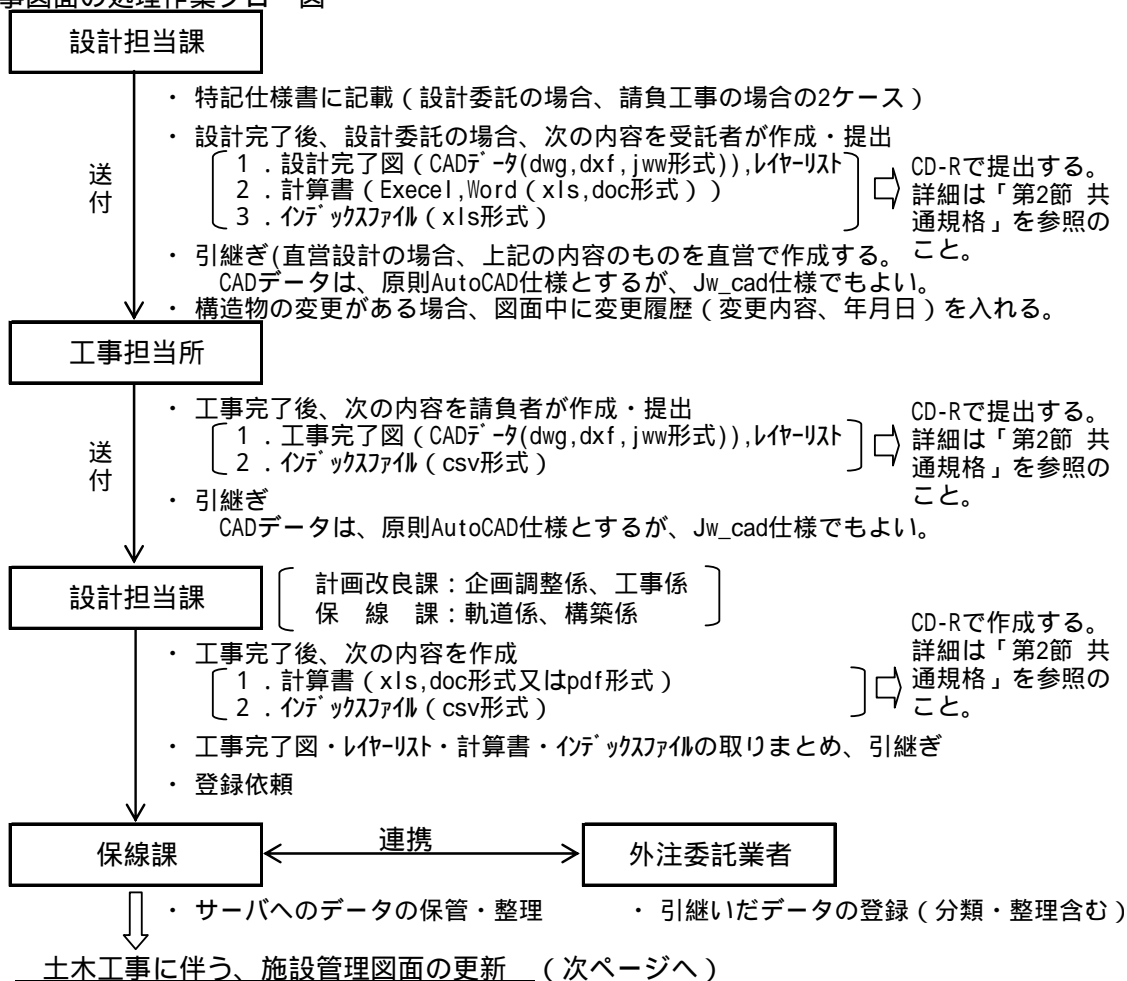 事図面の処理作業フロー図
設計担当課
・ 特記仕様書に記載（設計委託の場合、請負工事の場合の2ケース）
・ 設計完了後、設計委託の場合、次の内容を受託者が作成・提出
送付
１．設計完了図（CADﾃﾞｰﾀ(dwg,dxf,jww形式)),ﾚｲﾔｰﾘｽﾄ
２．計算書（Execel,Word（xls,doc形式））
３．ｲﾝﾃﾞｯｸｽﾌｧｲﾙ（xls形式）
CD-Rで提出する。
詳細は「第2節 共
通規格」を参照の
こと。
・ 引継ぎ(直営設計の場合、上記の内容のものを直営で作成する。
CADデータは、原則AutoCAD仕様とするが、Jw_cad仕様でもよい。
・ 構造物の変更がある場合、図面中に変更履歴（変更内容、年月日）を入れる。
工事担当所
・ 工事完了後、次の内容を請負者が作成・提出
送付
１．工事完了図（CADﾃﾞｰﾀ(dwg,dxf,jww形式)),ﾚｲﾔｰﾘｽﾄ
２．ｲﾝﾃﾞｯｸｽﾌｧｲﾙ（csv形式）
CD-Rで提出する。
詳細は「第2節 共
通規格」を参照の
こと。
・ 引継ぎ
CADデータは、原則AutoCAD仕様とするが、Jw_cad仕様でもよい。
設計担当課
計画改良課：企画調整係、工事係
保　線　課：軌道係、構築係
・ 工事完了後、次の内容を作成
１．計算書（xls,doc形式又はpdf形式）
２．ｲﾝﾃﾞｯｸｽﾌｧｲﾙ（csv形式）
CD-Rで作成する。
詳細は「第2節 共
通規格」を参照の
こと。
・ 工事完了図・ﾚｲﾔｰﾘｽﾄ・計算書・ｲﾝﾃﾞｯｸｽﾌｧｲﾙの取りまとめ、引継ぎ
・ 登録依頼
保線課
連携
外注委託業者
・ サーバへのデータの保管・整理
・ 引継いだデータの登録（分類・整理含む）
土木工事に伴う、施設管理図面の更新　（次ページへ）